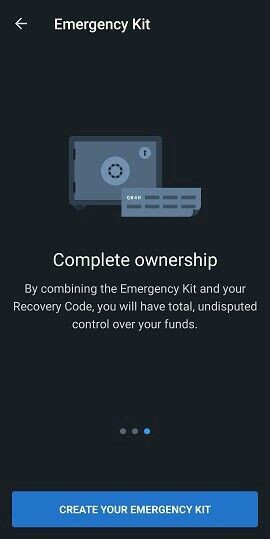 Emergency Kit
Complete ownership
By combining the Emergency Kit and your
Recovery Code, you will have total, undisputed
control over your funds.
CREATE YOUR EMERGENCY KIT